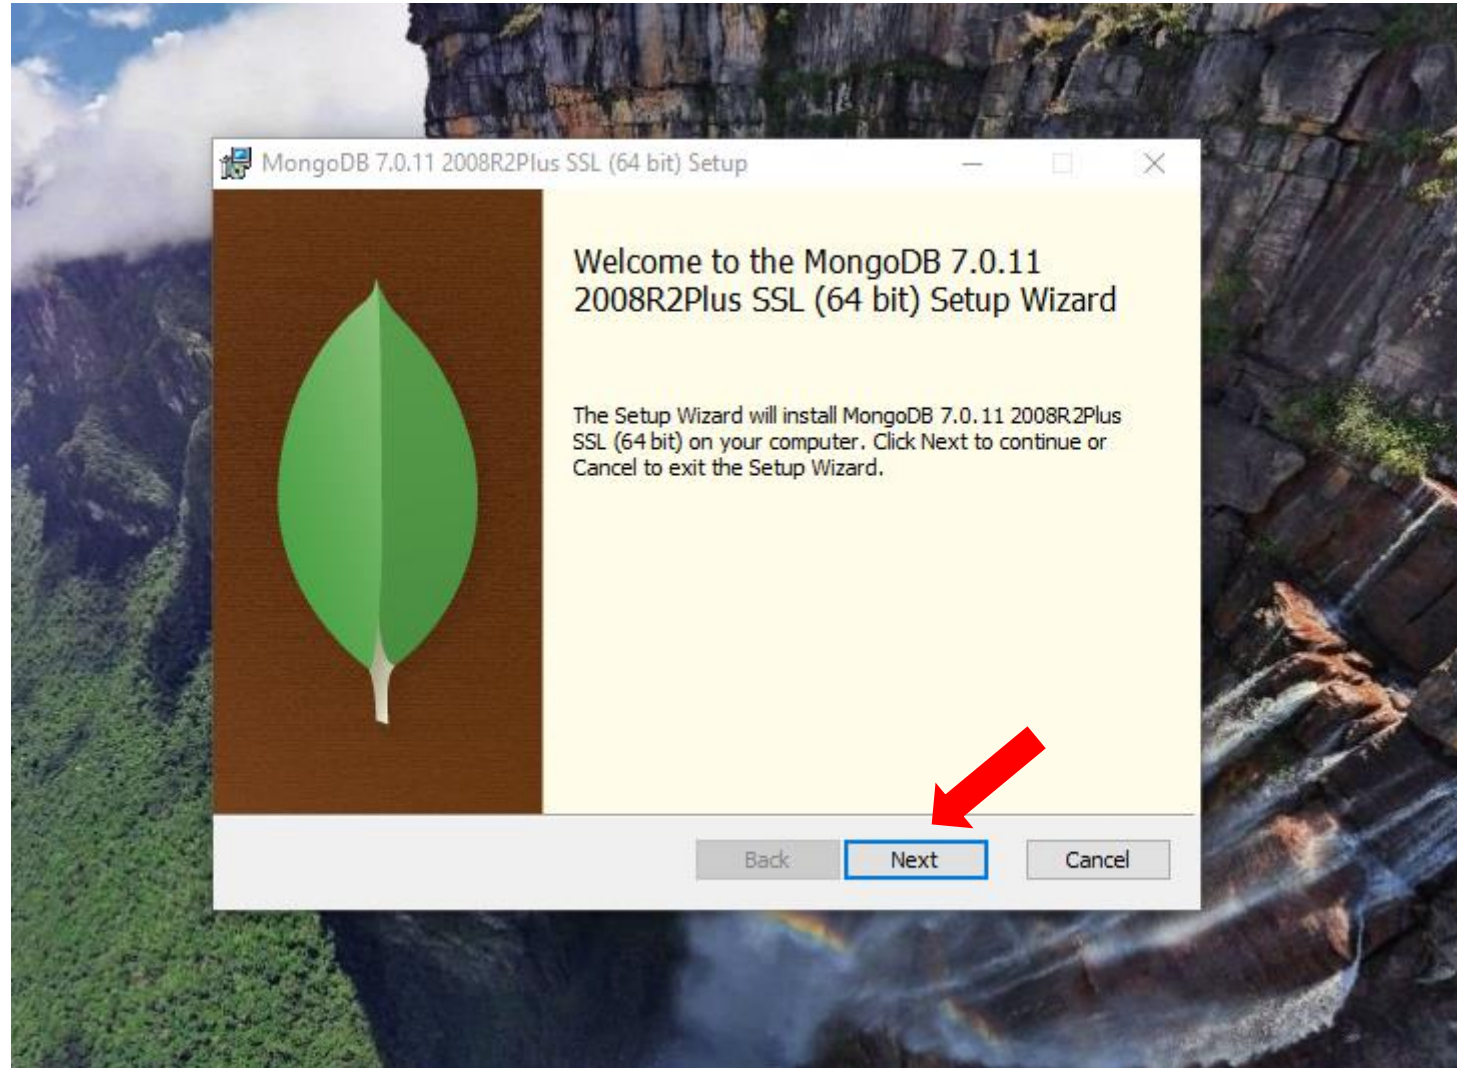 MongoDB 7.0.11 2008R2Plus SSL (64 bit) Setup
Welcome to the MongoDB 7.0.11
2008R2Plus SSL (64 bit) Setup Wizard
The Setup Wizard will install MongoDB 7.0.11 2008R2Plus
SSL (64 bit) on your computer. Click Next to continue or
Cancel to exit the Setup Wizard.
Back Next Cancel